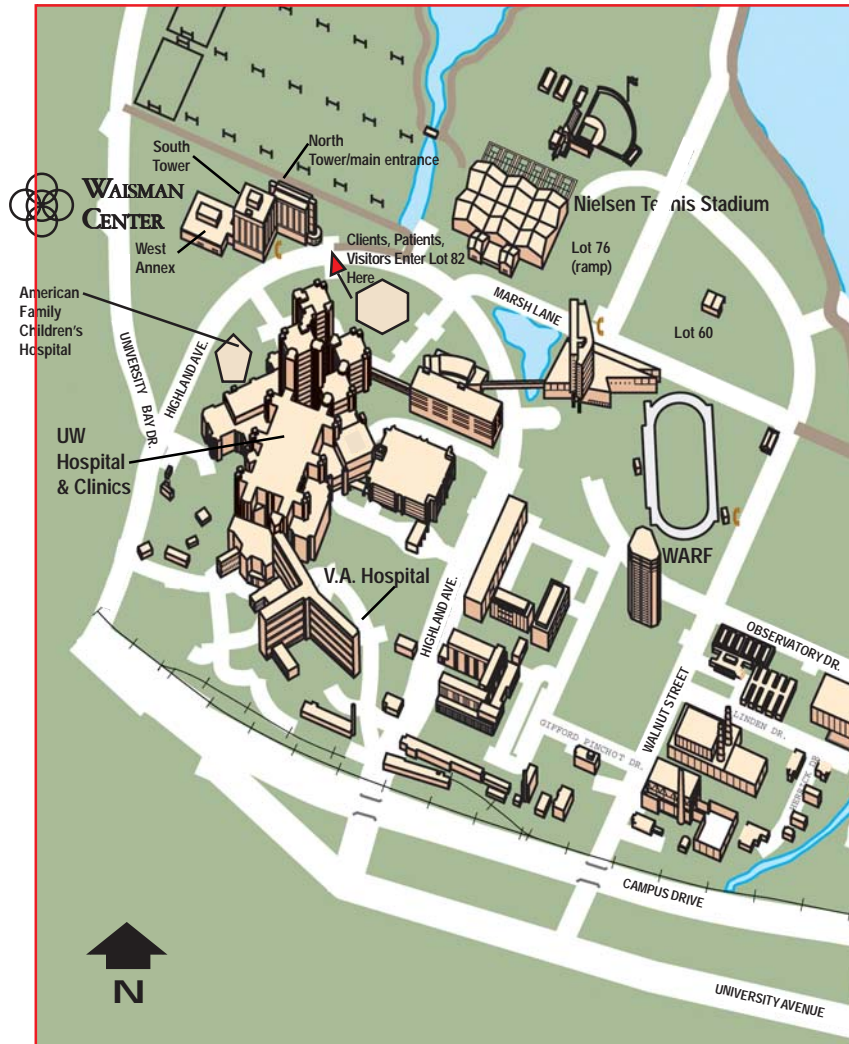 South
Tower
North
Tower/main entrance
WAISMAN
CENTER
West
Annex
Clients, Patients,
Visitors Enter Lot 82
Here
Nielsen Tennis Stadium
Lot 76
(ramp)
American
Family
Children's
Hospital
MARSH LANE
Lot 60
UNIVERSITY BAY DR.
HIGHLAND AVE.
UW
Hospital
& Clinics
V.A. Hospital
HIGHLAND AVE.
WARF
OBSERVATORY DR.
WALNUT STREET
LINDEN DR.
GIFFORD PINCHOT DR.
HERRICK DR
CAMPUS DRIVE
N
UNIVERSITY AVENUE